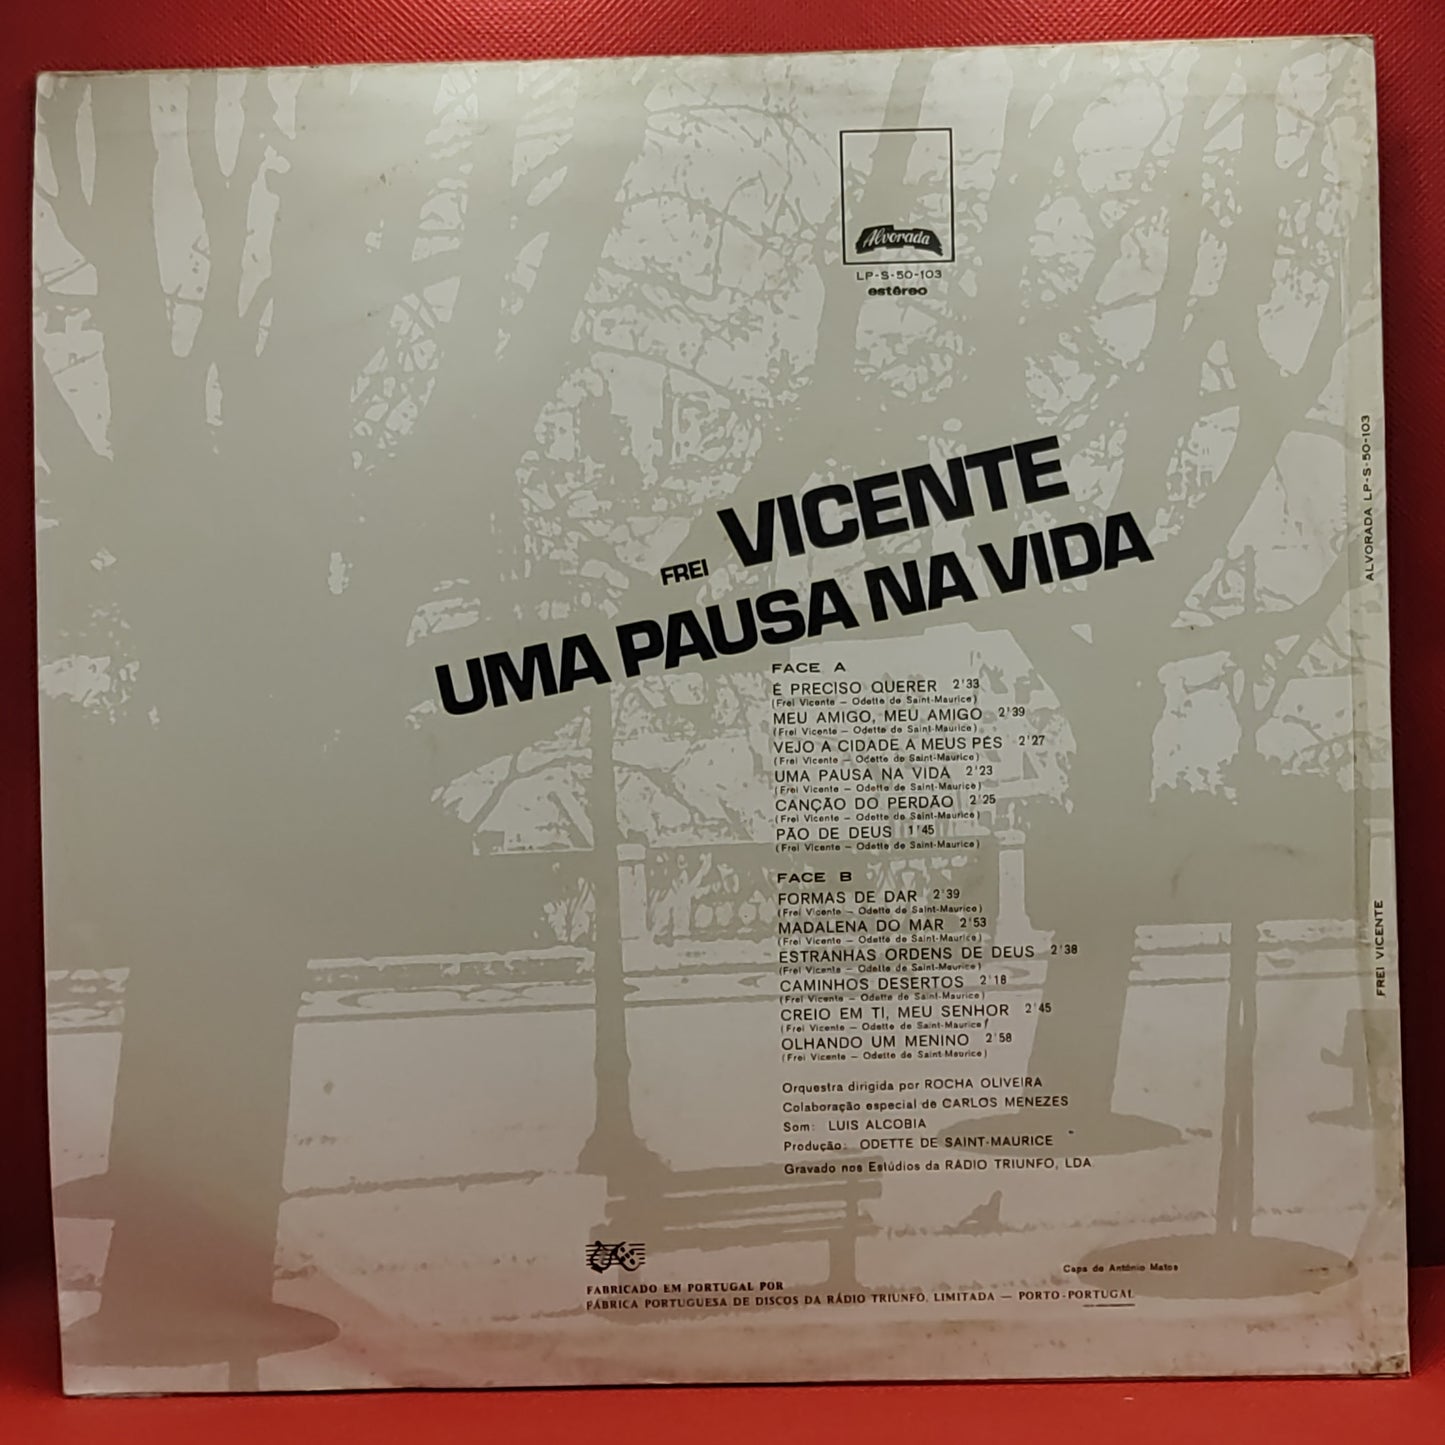 Alvorada
LP-S-50-103
estéreo
FREI VICENTE
UMA PAUSA NA VIDA
FACE A
É PRECISO QUERER 2'33
(Frei Vicente — Odette de Saint-Maurice)
MEU AMIGO, MEU AMIGO 2'39
(Frei Vicente — Odette de Saint-Maurice)
VEJO A CIDADE A MEUS PÉS 2'27
(Frei Vicente — Odette de Saint-Maurice)
UMA PAUSA NA VIDA 2'23
(Frei Vicente — Odette de Saint-Maurice)
CANÇÃO DO PERDÃO 2'25
(Frei Vicente — Odette de Saint-Maurice)
PÃO DE DEUS 1'45
(Frei Vicente — Odette de Saint-Maurice)
FACE B
FORMAS DE DAR 2'39
(Frei Vicente — Odette de Saint-Maurice)
MADALENA DO MAR 2'53
(Frei Vicente — Odette de Saint-Maurice)
ESTRANHAS ORDENS DE DEUS 2'38
(Frei Vicente — Odette de Saint-Maurice)
CAMINHOS DESERTOS 2'18
(Frei Vicente — Odette de Saint-Maurice)
CREIO EM TI, MEU SENHOR 2'45
(Frei Vicente — Odette de Saint-Maurice)
OLHANDO UM MENINO 2'58
(Frei Vicente — Odette de Saint-Maurice)
Orquestra dirigida por ROCHA OLIVEIRA
Colaboração especial de CARLOS MENEZES
Som: LUIS ALCOBIA
Produção: ODETTE DE SAINT-MAURICE
Gravado nos Estúdios da RÁDIO TRIUNFO, LDA
Capa de António Matos
FABRICADO EM PORTUGAL POR
FÁBRICA PORTUGUESA DE DISCOS DA RÁDIO TRIUNFO, LIMITADA — PORTO-PORTUGAL
ALVORADA LP-S-50-103
FREI VICENTE